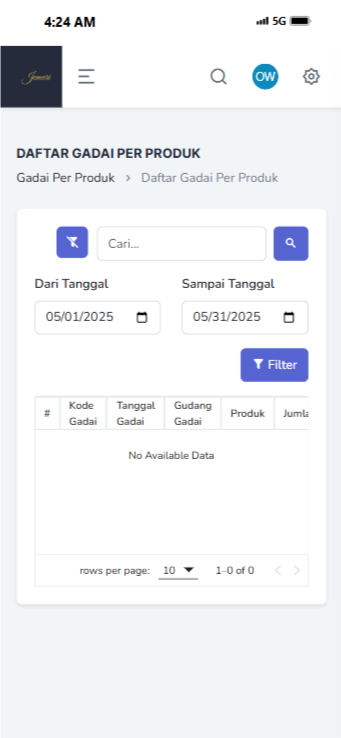 4:24 AM
5G
Jewers
OW
DAFTAR GADAI PER PRODUK
Gadai Per Produk > Daftar Gadai Per Produk
Cari...
Dari Tanggal
Sampai Tanggal
05/01/2025
05/31/2025
Filter
# Kode Gadai Tanggal Gadai Gudang Gadai Produk Jumla
No Available Data
rows per page: 10 1–0 of 0